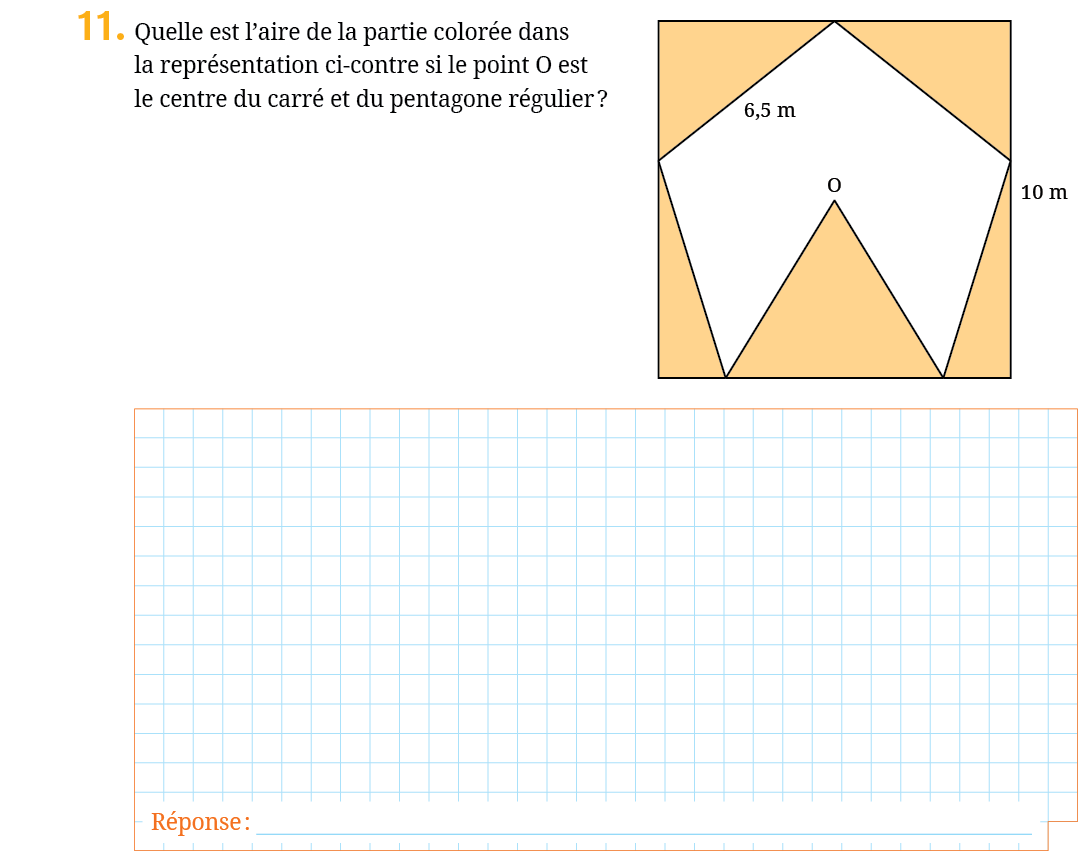 11. Quelle est l’aire de la partie colorée dans
la représentation ci-contre si le point O est
le centre du carré et du pentagone régulier ?
6,5 m
O
10 m
Réponse :